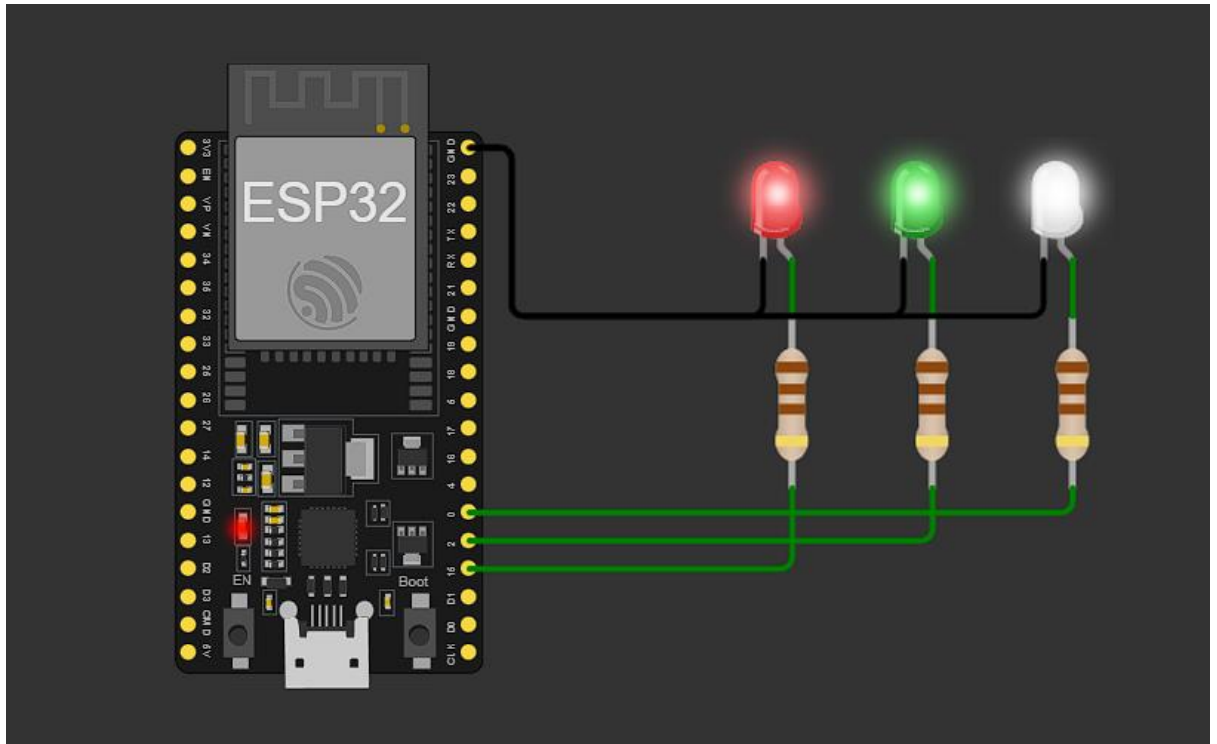 ESP32
3V3
EN
VP
VN
34
35
32
33
25
26
27
14
12
GND
13
D2
D3
CMD
5V
GND
23
22
TX
RX
21
GND
19
18
5
17
16
4
0
2
15
D1
D0
CLK
EN
Boot